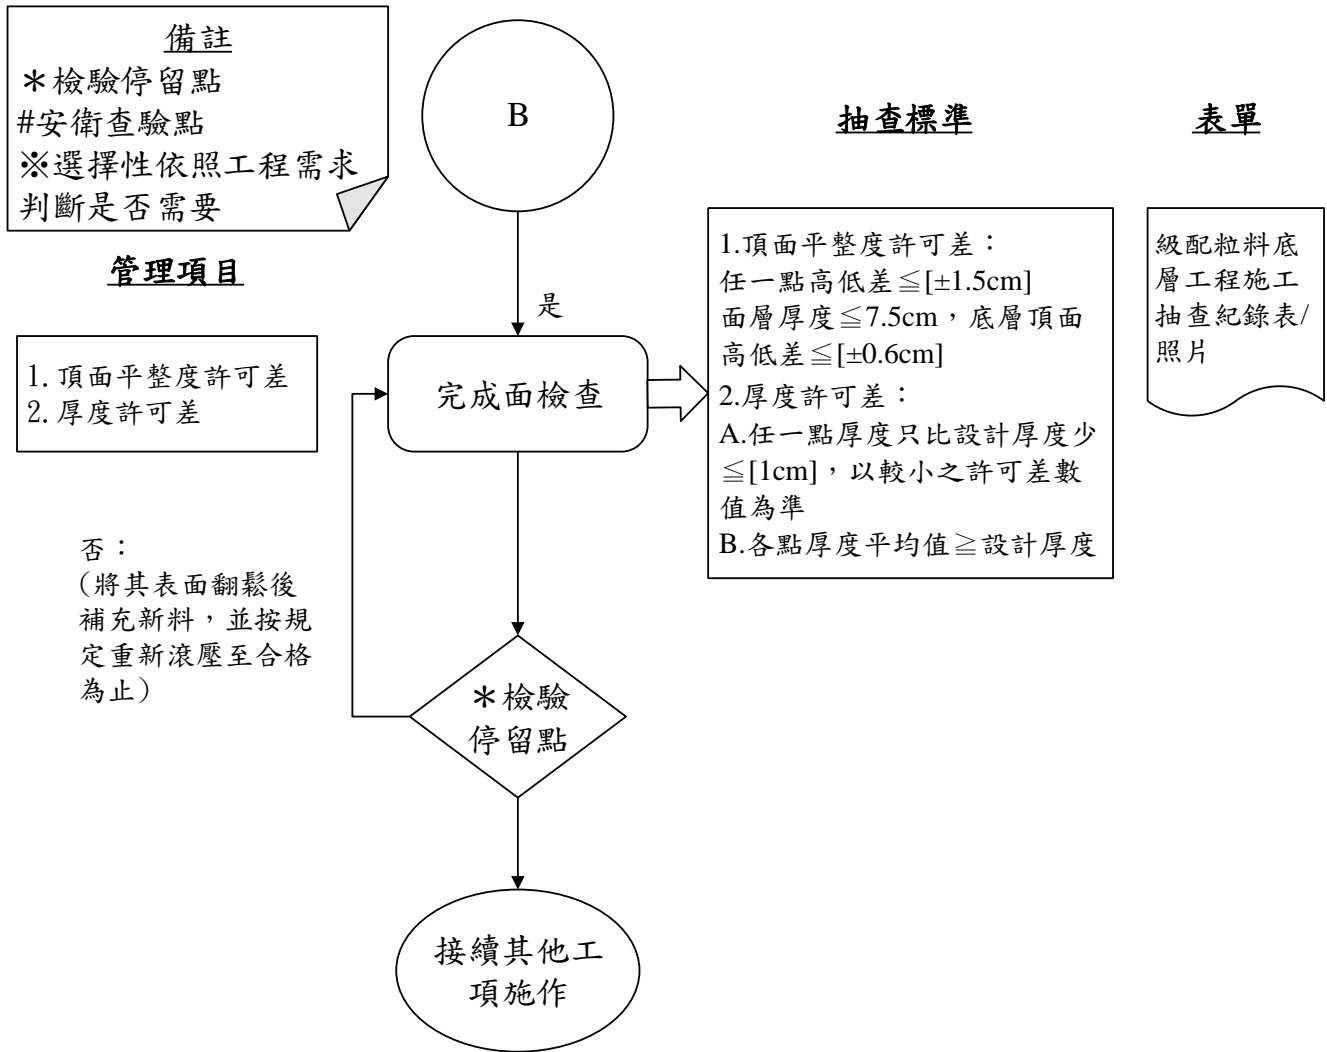 備註
＊檢驗停留點
#安衛查驗點
※選擇性依照工程需求
判斷是否需要
B
抽查標準
表單
管理項目
是
1.頂面平整度許可差
2.厚度許可差
完成面檢查
1.頂面平整度許可差：
任一點高低差≦[±1.5cm]
面層厚度≦7.5cm，底層頂面
高低差≦[±0.6cm]
2.厚度許可差：
A.任一點厚度只比設計厚度少
≦[1cm]，以較小之許可差數
值為準
B.各點厚度平均值≧設計厚度
級配粒料底
層工程施工
抽查紀錄表/
照片
否：
（將其表面翻鬆後
補充新料，並按規
定重新滾壓至合格
為止）
＊檢驗
停留點
接續其他工
項施作